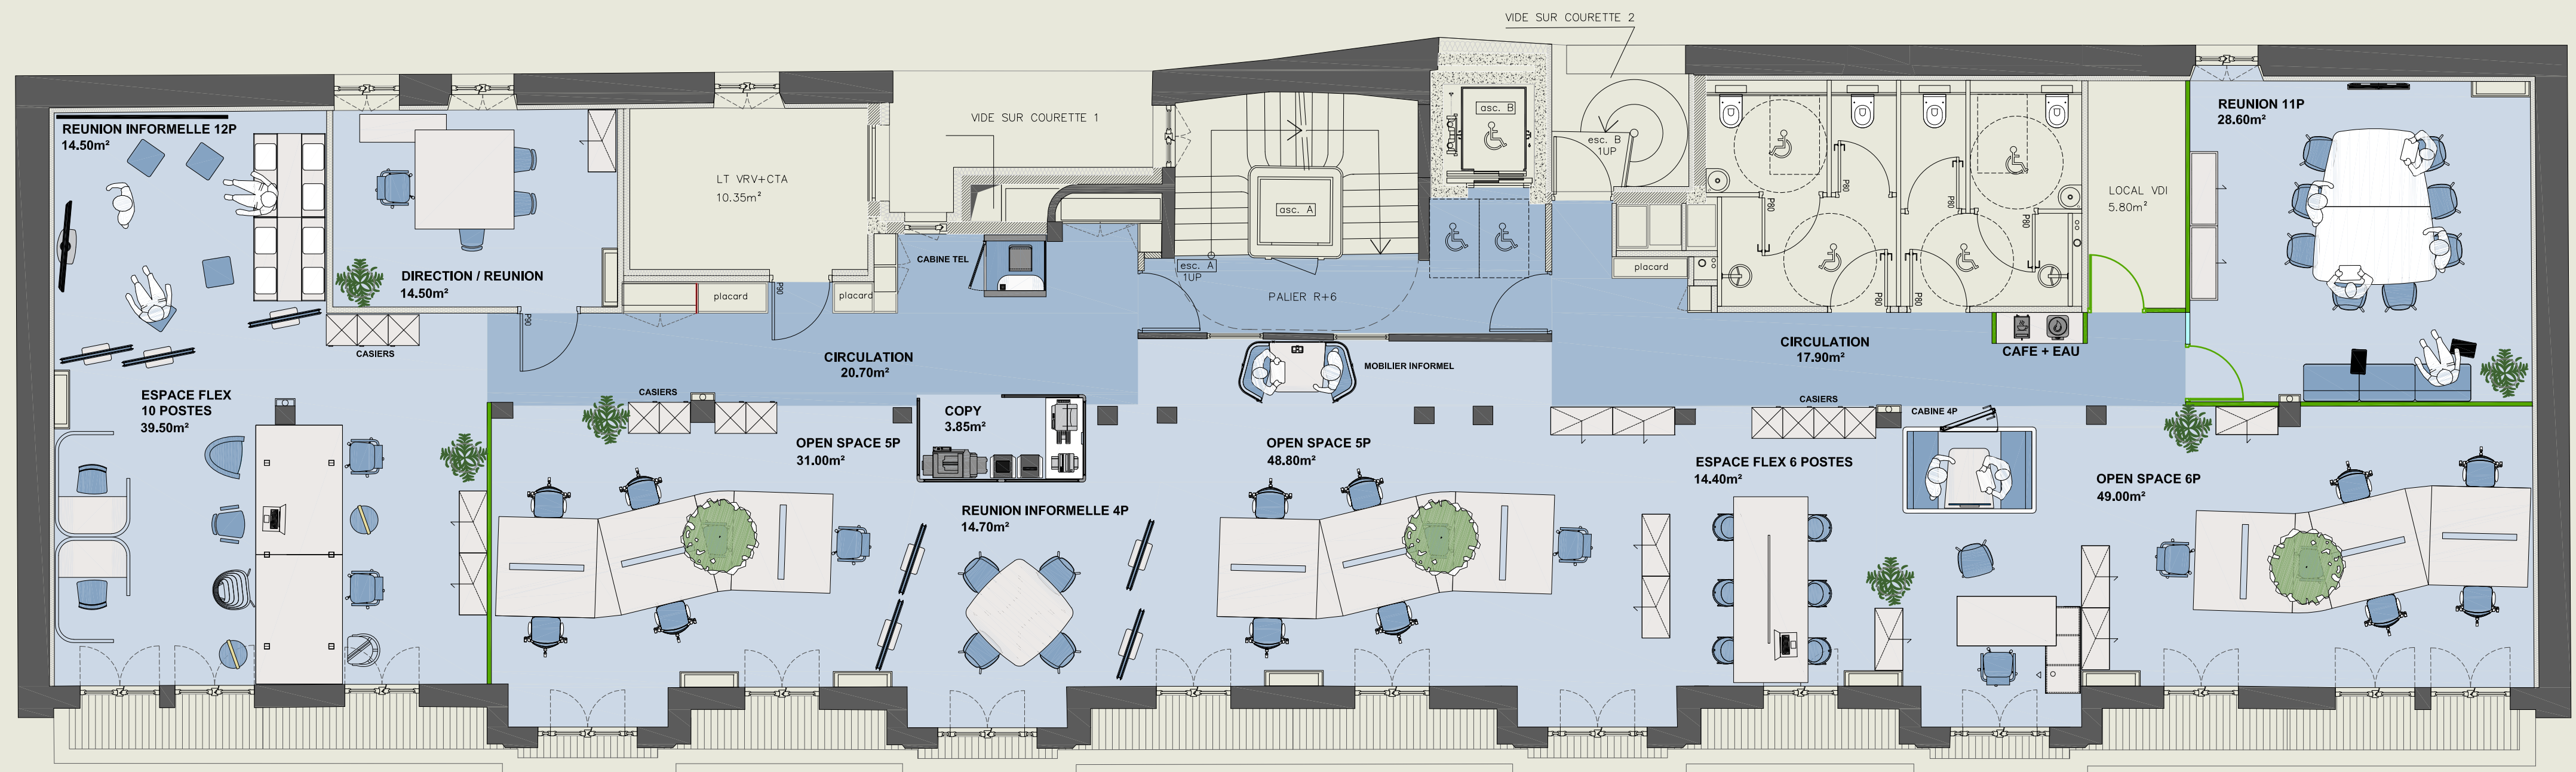 VIDE SUR COURETTE 2
REUNION INFORMELLE 12P
14.50m²
DIRECTION / REUNION
14.50m²
CASIERS
LT VRV+CTA
10.35m²
placard
P90
placard
P90
VIDE SUR COURETTE 1
CABINE TEL
asc. A
esc. A
1UP
PALIER R+6
asc. B
esc. B
1UP
placard
P80
P80
P80
P80
P80
P80
LOCAL VDI
5.80m²
REUNION 11P
28.60m²
CIRCULATION
20.70m²
MOBILIER INFORMEL
CIRCULATION
17.90m²
CAFE + EAU
ESPACE FLEX
10 POSTES
39.50m²
CASIERS
OPEN SPACE 5P
31.00m²
COPY
3.85m²
REUNION INFORMELLE 4P
14.70m²
OPEN SPACE 5P
48.80m²
CASIERS
CABINE 4P
ESPACE FLEX 6 POSTES
14.40m²
OPEN SPACE 6P
49.00m²